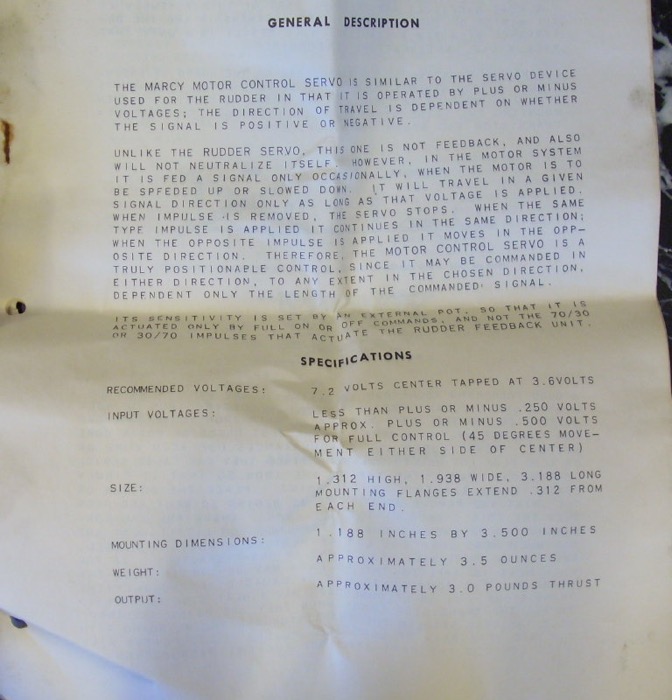 GENERAL DESCRIPTION
THE MARCY MOTOR CONTROL SERVO IS SIMILAR TO THE SERVO DEVICE
USED FOR THE RUDDER IN THAT IT IS OPERATED BY PLUS OR MINUS
VOLTAGES; THE DIRECTION OF TRAVEL IS DEPENDENT ON WHETHER
THE SIGNAL IS POSITIVE OR NEGATIVE.
UNLIKE THE RUDDER SERVO, THIS ONE IS NOT FEEDBACK, AND ALSO
WILL NOT NEUTRALIZE ITSELF. HOWEVER, IN THE MOTOR SYSTEM
IT IS FED A SIGNAL ONLY OCCASIONALLY, WHEN THE MOTOR IS TO
BE SPFEDED UP OR SLOWED DOWN. IT WILL TRAVEL IN A GIVEN
SIGNAL DIRECTION ONLY AS LONG AS THAT VOLTAGE IS APPLIED.
WHEN IMPULSE IS REMOVED, THE SERVO STOPS. WHEN THE SAME
TYPF IMPULSE IS APPLIED IT CONTINUES IN THE SAME DIRECTION;
WHEN THE OPPOSITE IMPULSE IS APPLIED IT MOVES IN THE OPP-
OSITE DIRECTION. THEREFORE, THE MOTOR CONTROL SERVO IS A
TRULY POSITIONAPLE CONTROL, SINCE IT MAY BE COMMANDED IN
EITHER DIRECTION, TO ANY EXTENT IN THE CHOSEN DIRECTION,
DEPFNDENT ONLY THE LENGTH OF THE COMMANDED SIGNAL.
ITS SENSITIVITY IS SET BY AN EXTERNAL POT, SO THAT IT IS
ACTUATED ONLY BY FULL ON OR OFF COMMANDS, AND NOT THE 70/30
OR 30/70 IMPULSES THAT ACTUATE THE RUDDER FEEDBACK UNIT.
SPECIFICATIONS
RECOMMENDED VOLTAGES: 7.2 VOLTS CENTER TAPPED AT 3.6VOLTS
INPUT VOLTAGES: LESS THAN PLUS OR MINUS .250 VOLTS
APPROX. PLUS OR MINUS .500 VOLTS
FOR FULL CONTROL (45 DEGREES MOVE-
MENT EITHER SIDE OF CENTER)
SIZE: 1.312 HIGH, 1.938 WIDE, 3.188 LONG
MOUNTING FLANGES EXTEND .312 FROM
EACH END.
MOUNTING DIMENSIONS: 1.188 INCHES BY 3.500 INCHES
WEIGHT: APPROXIMATELY 3.5 OUNCES
OUTPUT: APPROXIMATELY 3.0 POUNDS THRUST